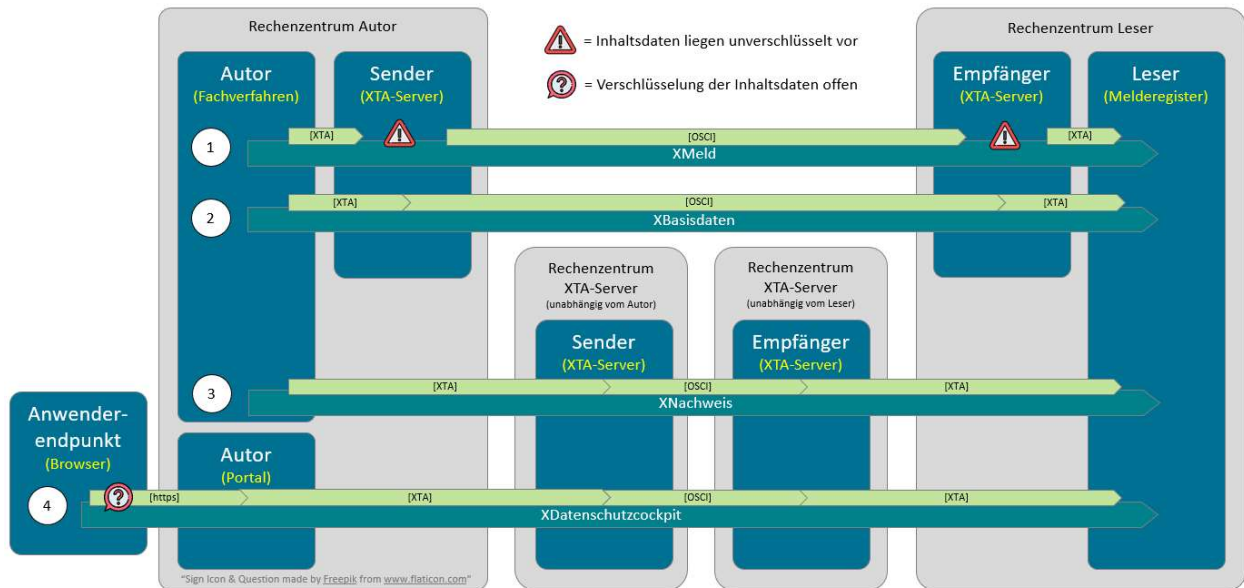 Rechenzentrum Autor
Rechenzentrum Leser
= Inhaltsdaten liegen unverschlüsselt vor
= Verschlüsselung der Inhaltsdaten offen
Autor
(Fachverfahren)
Sender
(XTA-Server)
Empfänger
(XTA-Server)
Leser
(Melderegister)
1
[XTA]
[OSCI]
[XTA]
XMeld
2
[XTA]
[OSCI]
[XTA]
XBasisdaten
Rechenzentrum
XTA-Server
(unabhängig vom Autor)
Rechenzentrum
XTA-Server
(unabhängig vom Leser)
Sender
(XTA-Server)
Empfänger
(XTA-Server)
3
[XTA]
[OSCI]
[XTA]
XNachweis
Anwender-
endpunkt
(Browser)
Autor
(Portal)
4
[https]
[XTA]
[OSCI]
[XTA]
XDatenschutzcockpit
"Sign Icon & Question made by Freepik from www.flaticon.com"